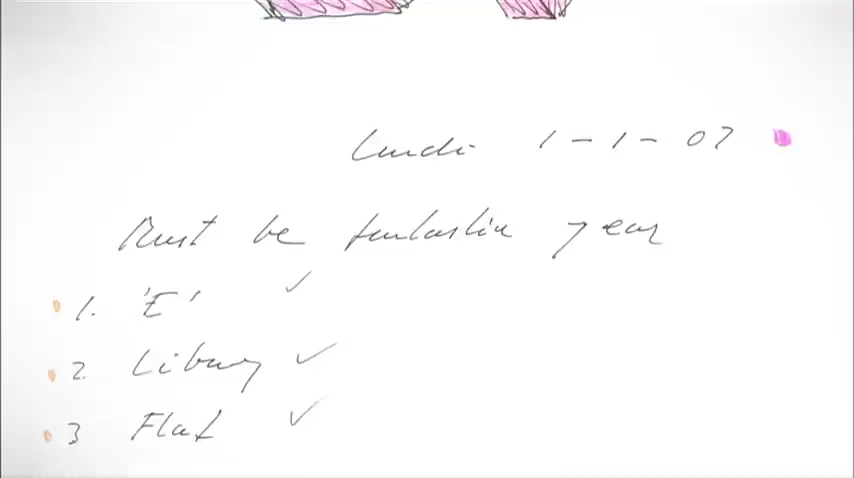 Lundi 1-1-07
Must be fantastic year
1. 'E' ✓
2 Library ✓
3 Flat ✓